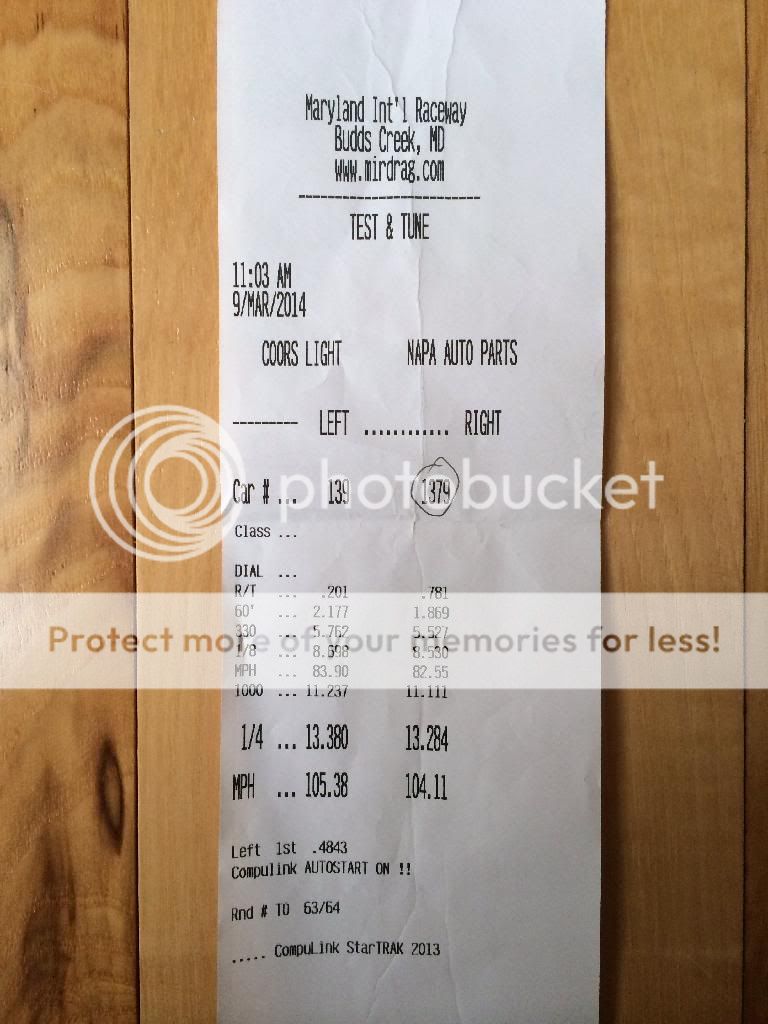 Maryland Int'l Raceway
Budds Creek, MD
www.mirdrag.com
-------------------------
TEST & TUNE
11:03 AM
9/MAR/2014
COORS LIGHT NAPA AUTO PARTS
--------- LEFT ............ RIGHT
Car # ... 139 1379
photobucket
Class ...
DIAL ...
R/T ... .201 .781
60' ... 2.177 1.869
330 ... 5.762 5.527
Protect more of your memories for less!
1/8 ... 8.698 8.530
MPH ... 83.90 82.55
1000 ... 11.237 11.111
1/4 ... 13.380 13.284
MPH ... 105.38 104.11
Left 1st .4843
Compulink AUTOSTART ON !!
Rnd # TO 63/64
..... CompuLink StarTRAK 2013